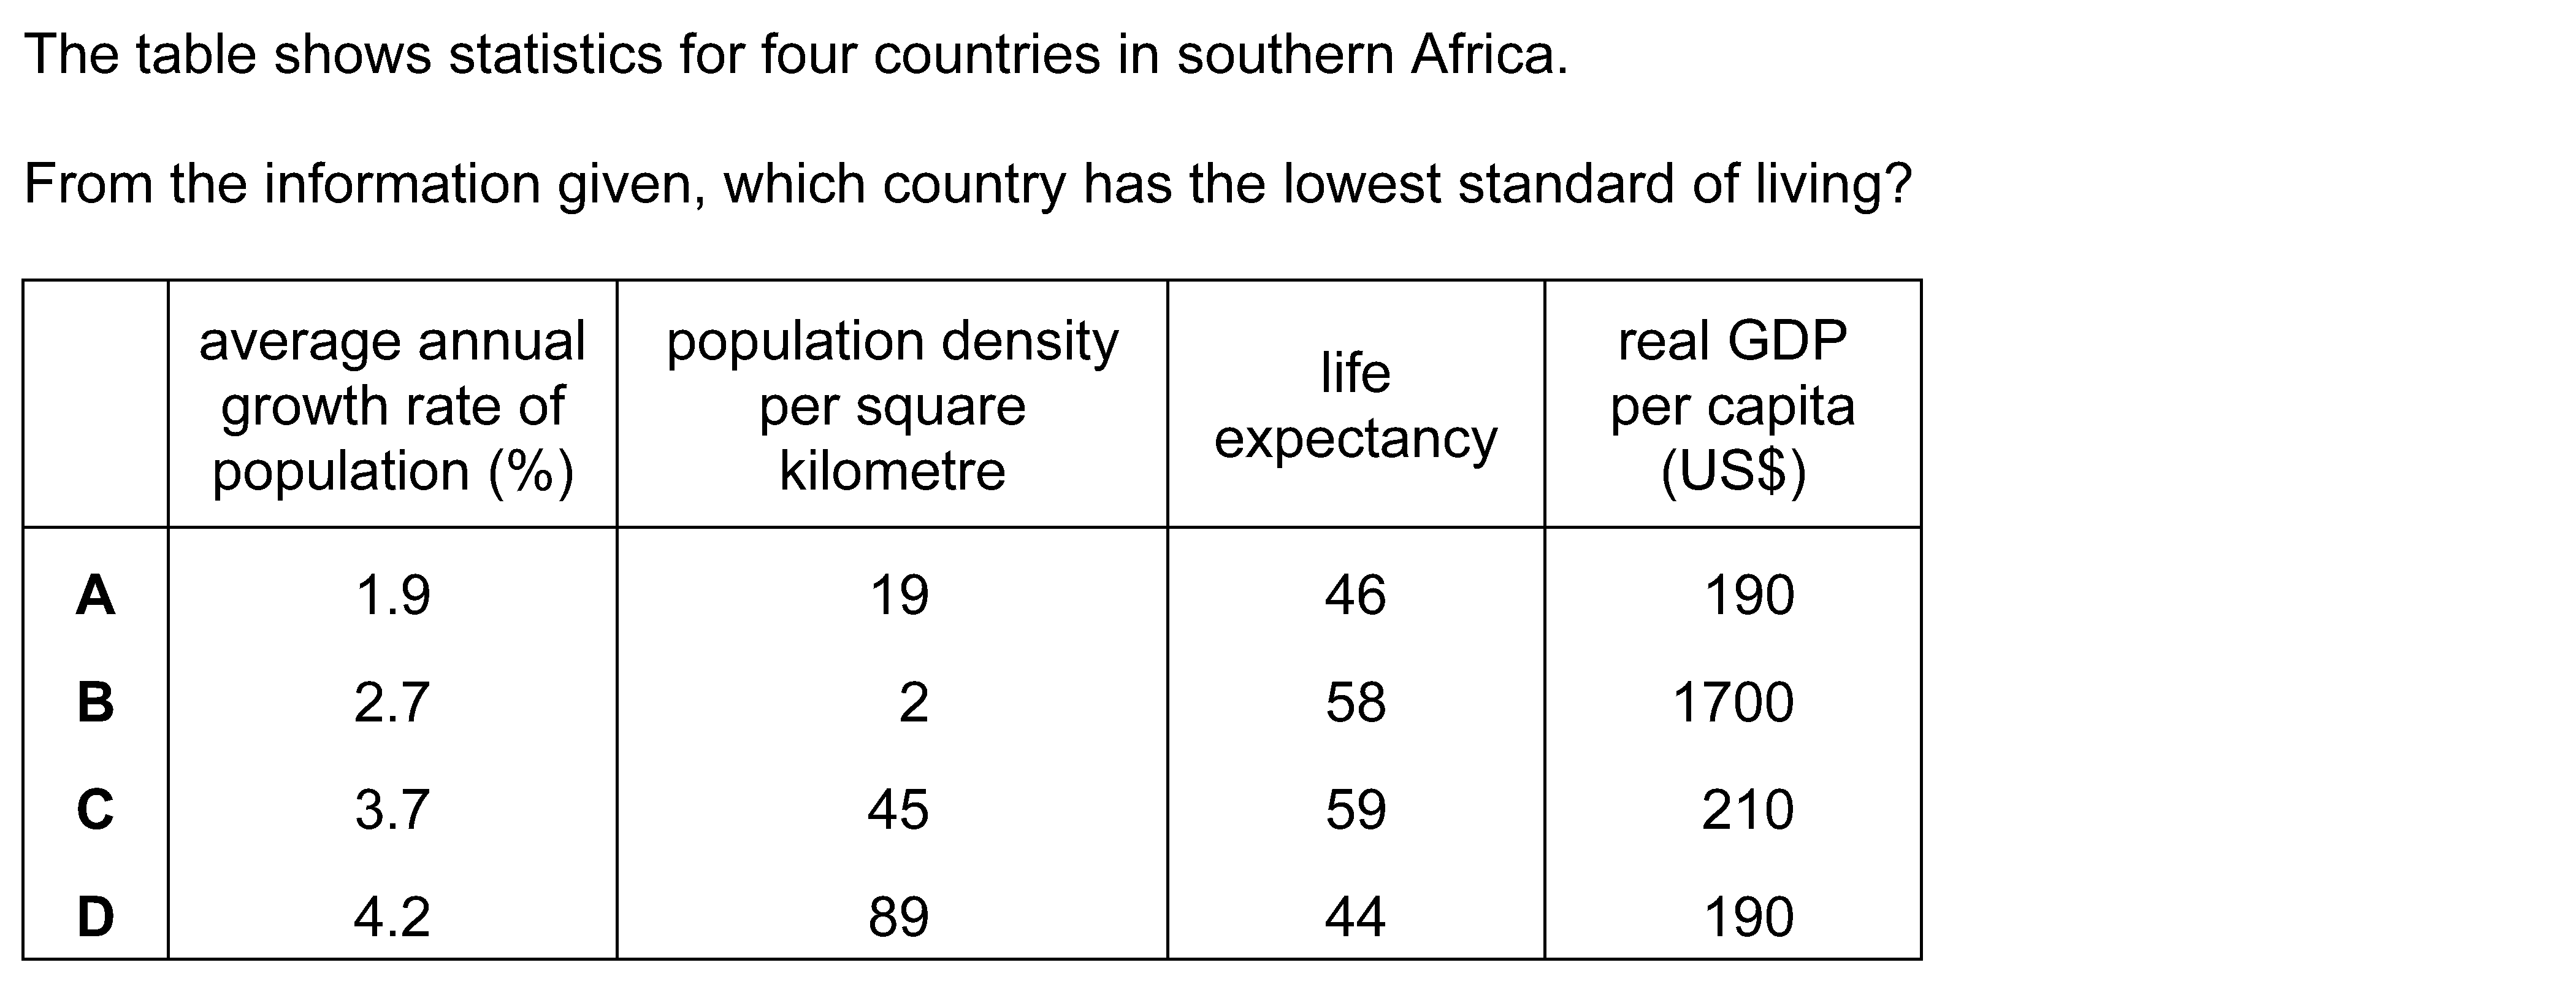 The table shows statistics for four countries in southern Africa.
From the information given, which country has the lowest standard of living?
average annual growth rate of population (%) population density per square kilometre life expectancy real GDP per capita (US$)
A 1.9 19 46 190
B 2.7 2 58 1700
C 3.7 45 59 210
D 4.2 89 44 190